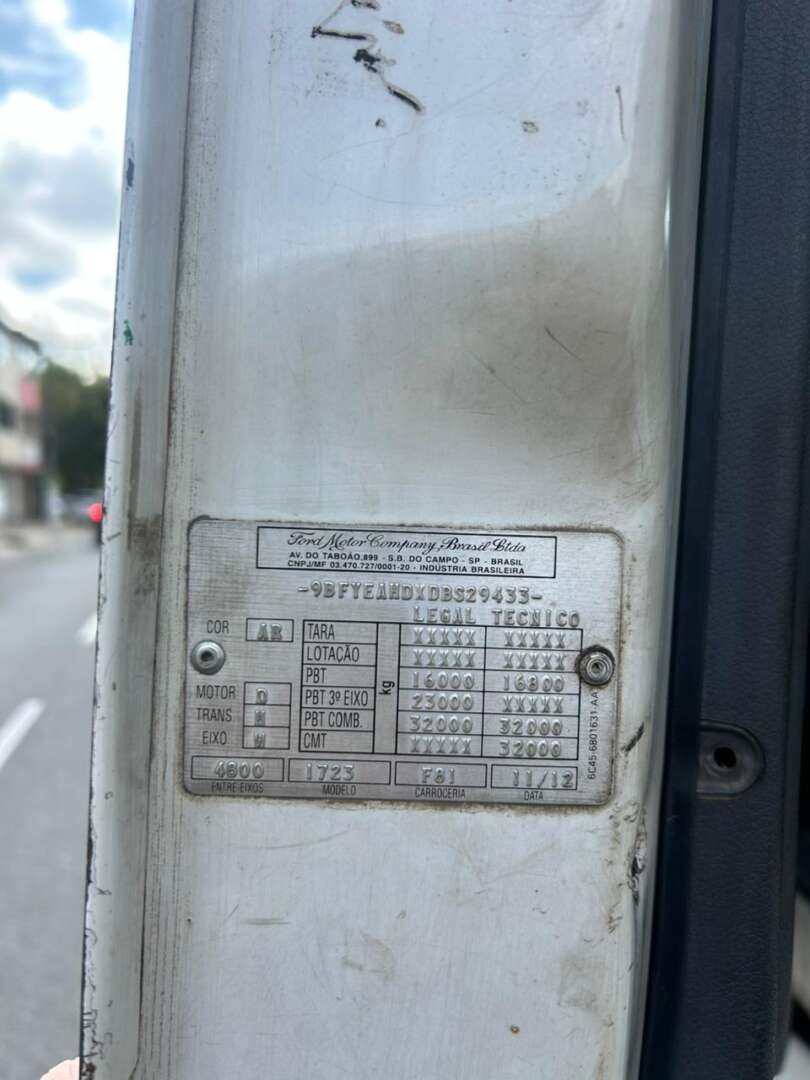 Ford Motor Company, Brasil Ltda
AV. DO TABOÃO,899 - S.B. DO CAMPO - SP - BRASIL
CNPJ/MF 03.470.727/0001-20 - INDÚSTRIA BRASILEIRA
-9BFYEAHDXDBS29433-
LEGAL TECNICO
COR AR TARA XXXXX XXXXX
LOTAÇÃO XXXXX XXXXX
PBT 16000 16800
MOTOR D PBT 3º EIXO 23000 XXXXX
TRANS M PBT COMB. 32000 32000
EIXO W CMT XXXXX 32000
kg
4800 1723 F81 11/12
ENTRE-EIXOS MODELO CARROCERIA DATA
6C45-6801631-AA